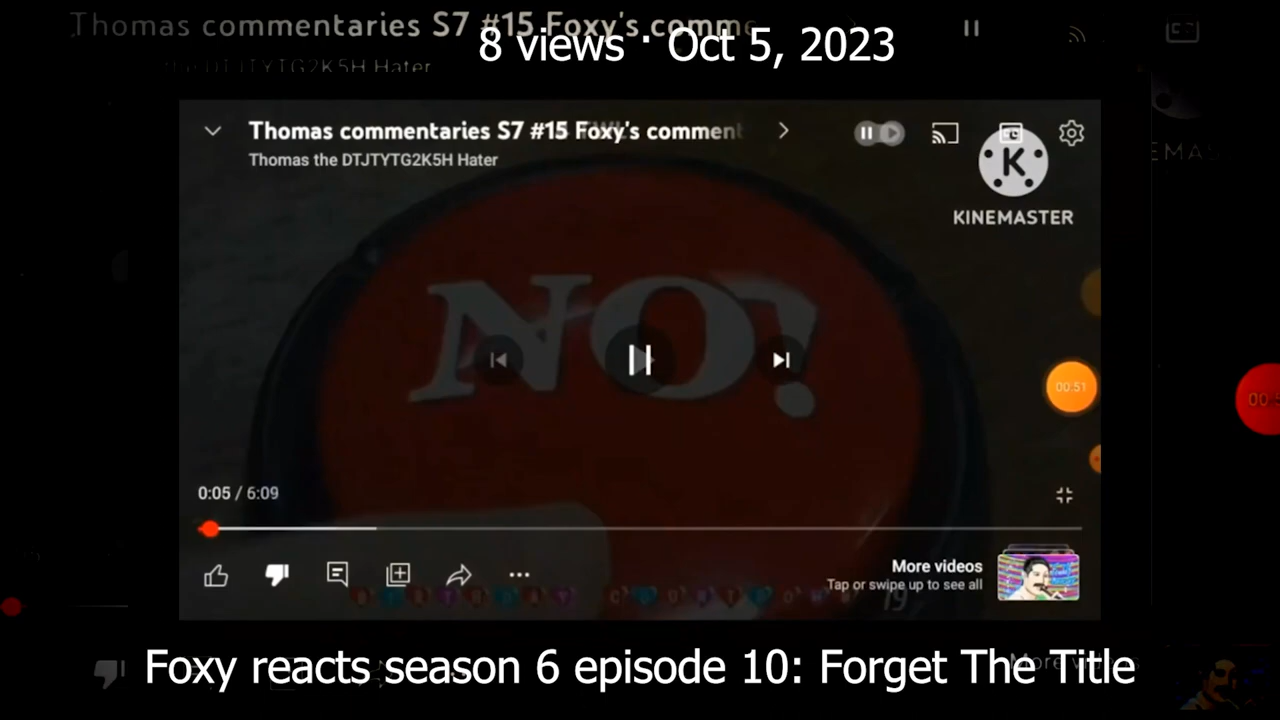 Thomas commentaries S7 #15 Foxy's comme
8 views · Oct 5, 2023
Thomas commentaries S7 #15 Foxy's comment
Thomas the DTJTYTG2K5H Hater
K
KINEMASTER
NO!
00:51
0:05 / 6:09
More videos
Tap or swipe up to see all
19
Foxy reacts season 6 episode 10: Forget The Title